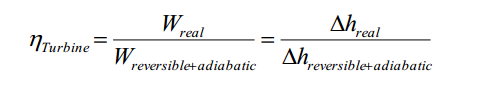 η_Turbine = W_real / W_reversible+adiabatic = Δh_real / Δh_reversible+adiabatic